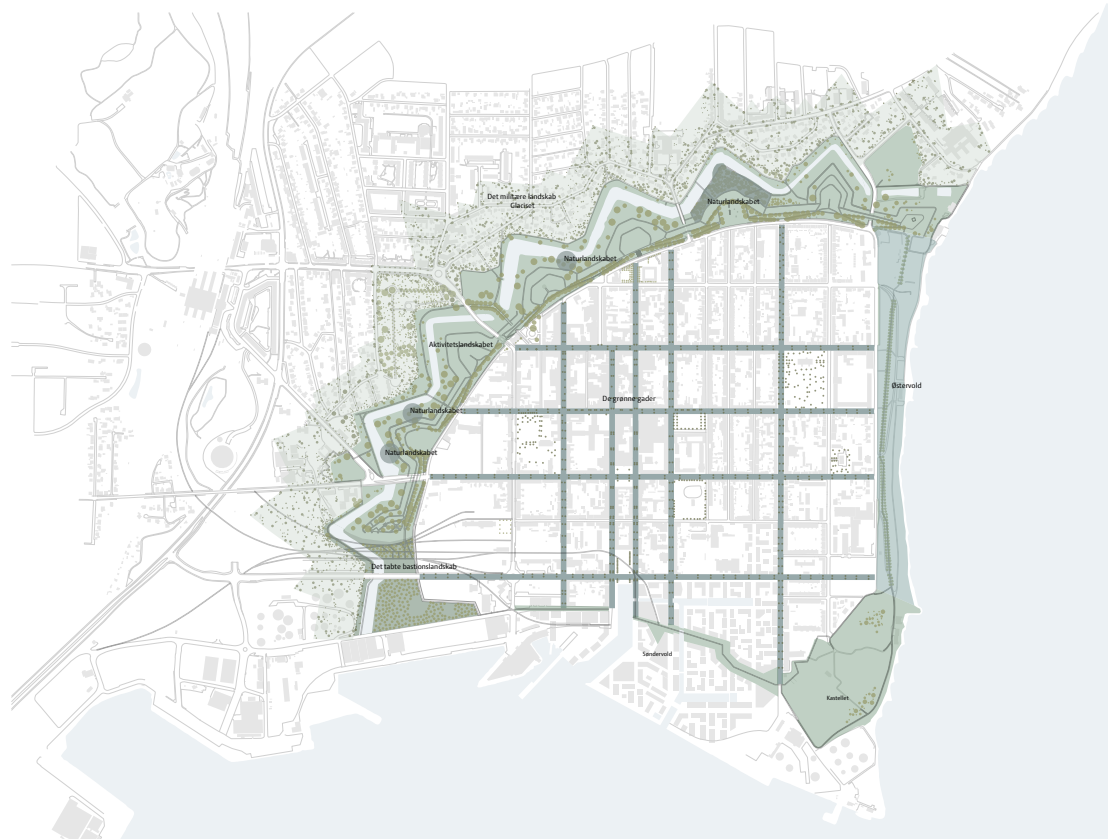 Det militære landskab
Glaciset
Naturlandskabet
Naturlandskabet
Aktivitetslandskabet
Østervold
De grønne gader
Naturlandskabet
Naturlandskabet
Det tabte bastionslandskab
Søndervold
Kastellet